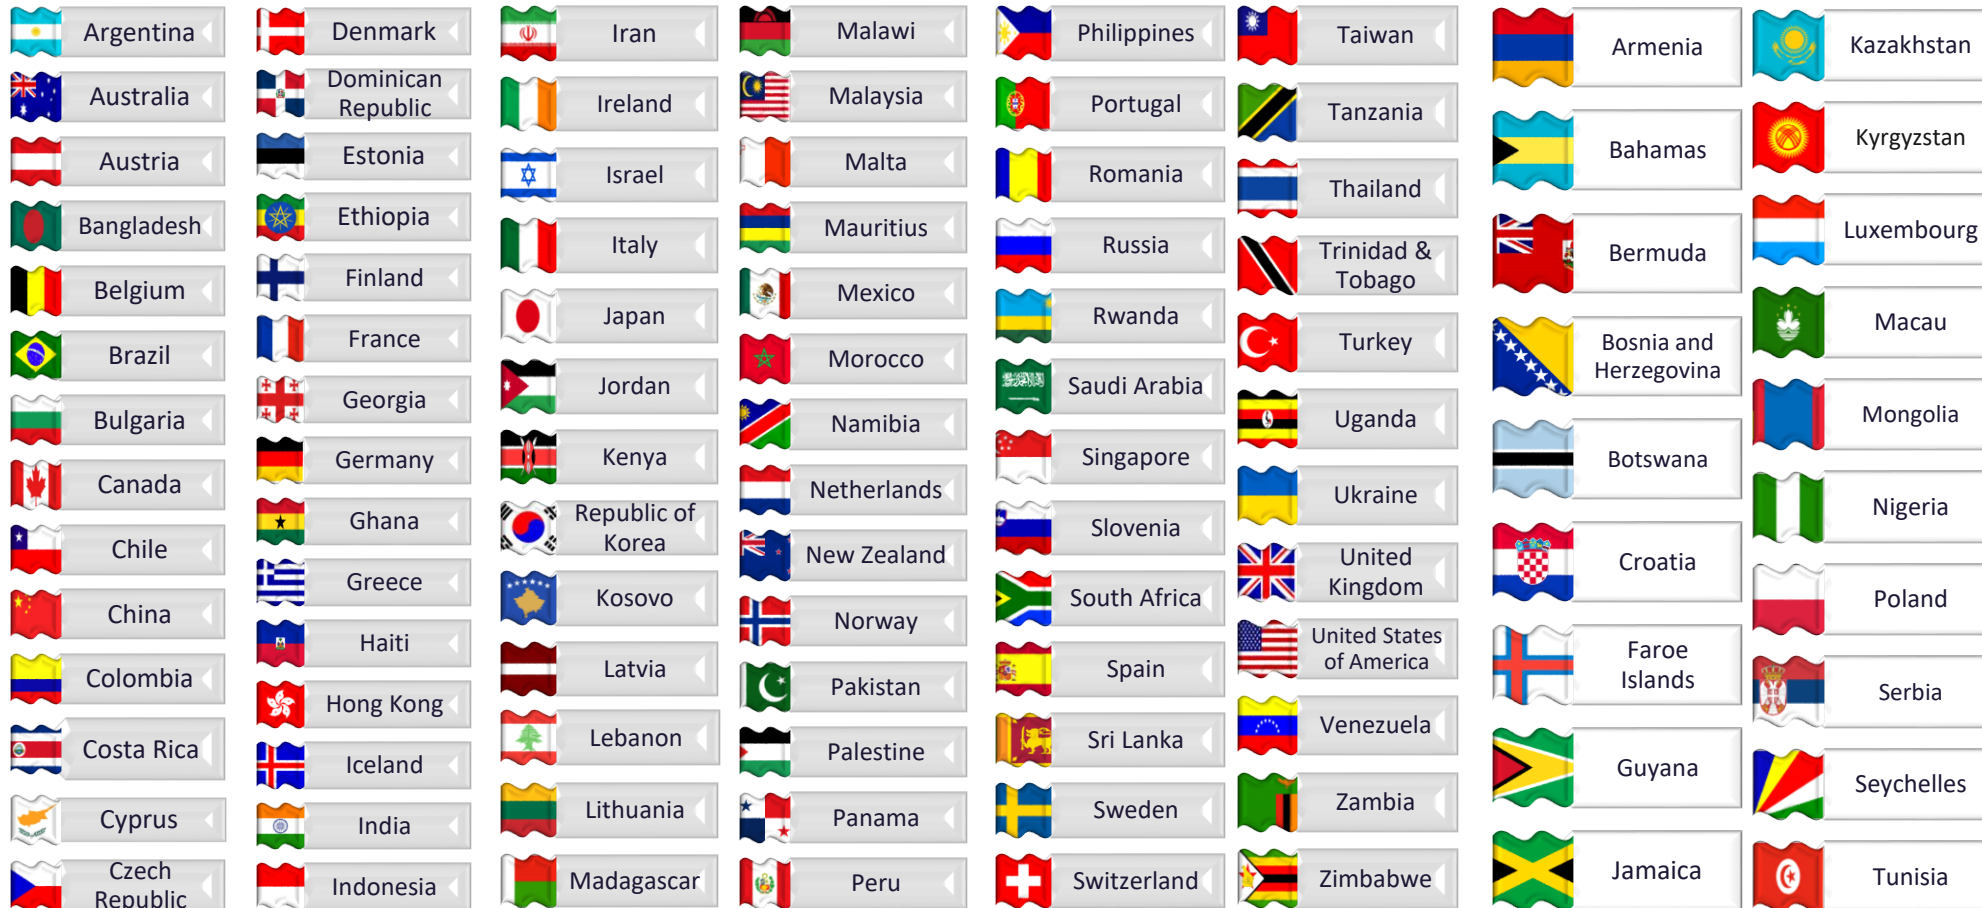 Argentina
Australia
Austria
Bangladesh
Belgium
Brazil
Bulgaria
Canada
Chile
China
Colombia
Costa Rica
Cyprus
Czech
Republic
Denmark
Dominican
Republic
Estonia
Ethiopia
Finland
France
Georgia
Germany
Ghana
Greece
Haiti
Hong Kong
Iceland
India
Indonesia
Iran
Ireland
Israel
Italy
Japan
Jordan
Kenya
Republic of
Korea
Kosovo
Latvia
Lebanon
Lithuania
Madagascar
Malawi
Malaysia
Malta
Mauritius
Mexico
Morocco
Namibia
Netherlands
New Zealand
Norway
Pakistan
Palestine
Panama
Peru
Philippines
Portugal
Romania
Russia
Rwanda
Saudi Arabia
Singapore
Slovenia
South Africa
Spain
Sri Lanka
Sweden
Switzerland
Taiwan
Tanzania
Thailand
Trinidad &
Tobago
Turkey
Uganda
Ukraine
United
Kingdom
United States
of America
Venezuela
Zambia
Zimbabwe
Armenia
Bahamas
Bermuda
Bosnia and
Herzegovina
Botswana
Croatia
Faroe
Islands
Guyana
Jamaica
Kazakhstan
Kyrgyzstan
Luxembourg
Macau
Mongolia
Nigeria
Poland
Serbia
Seychelles
Tunisia